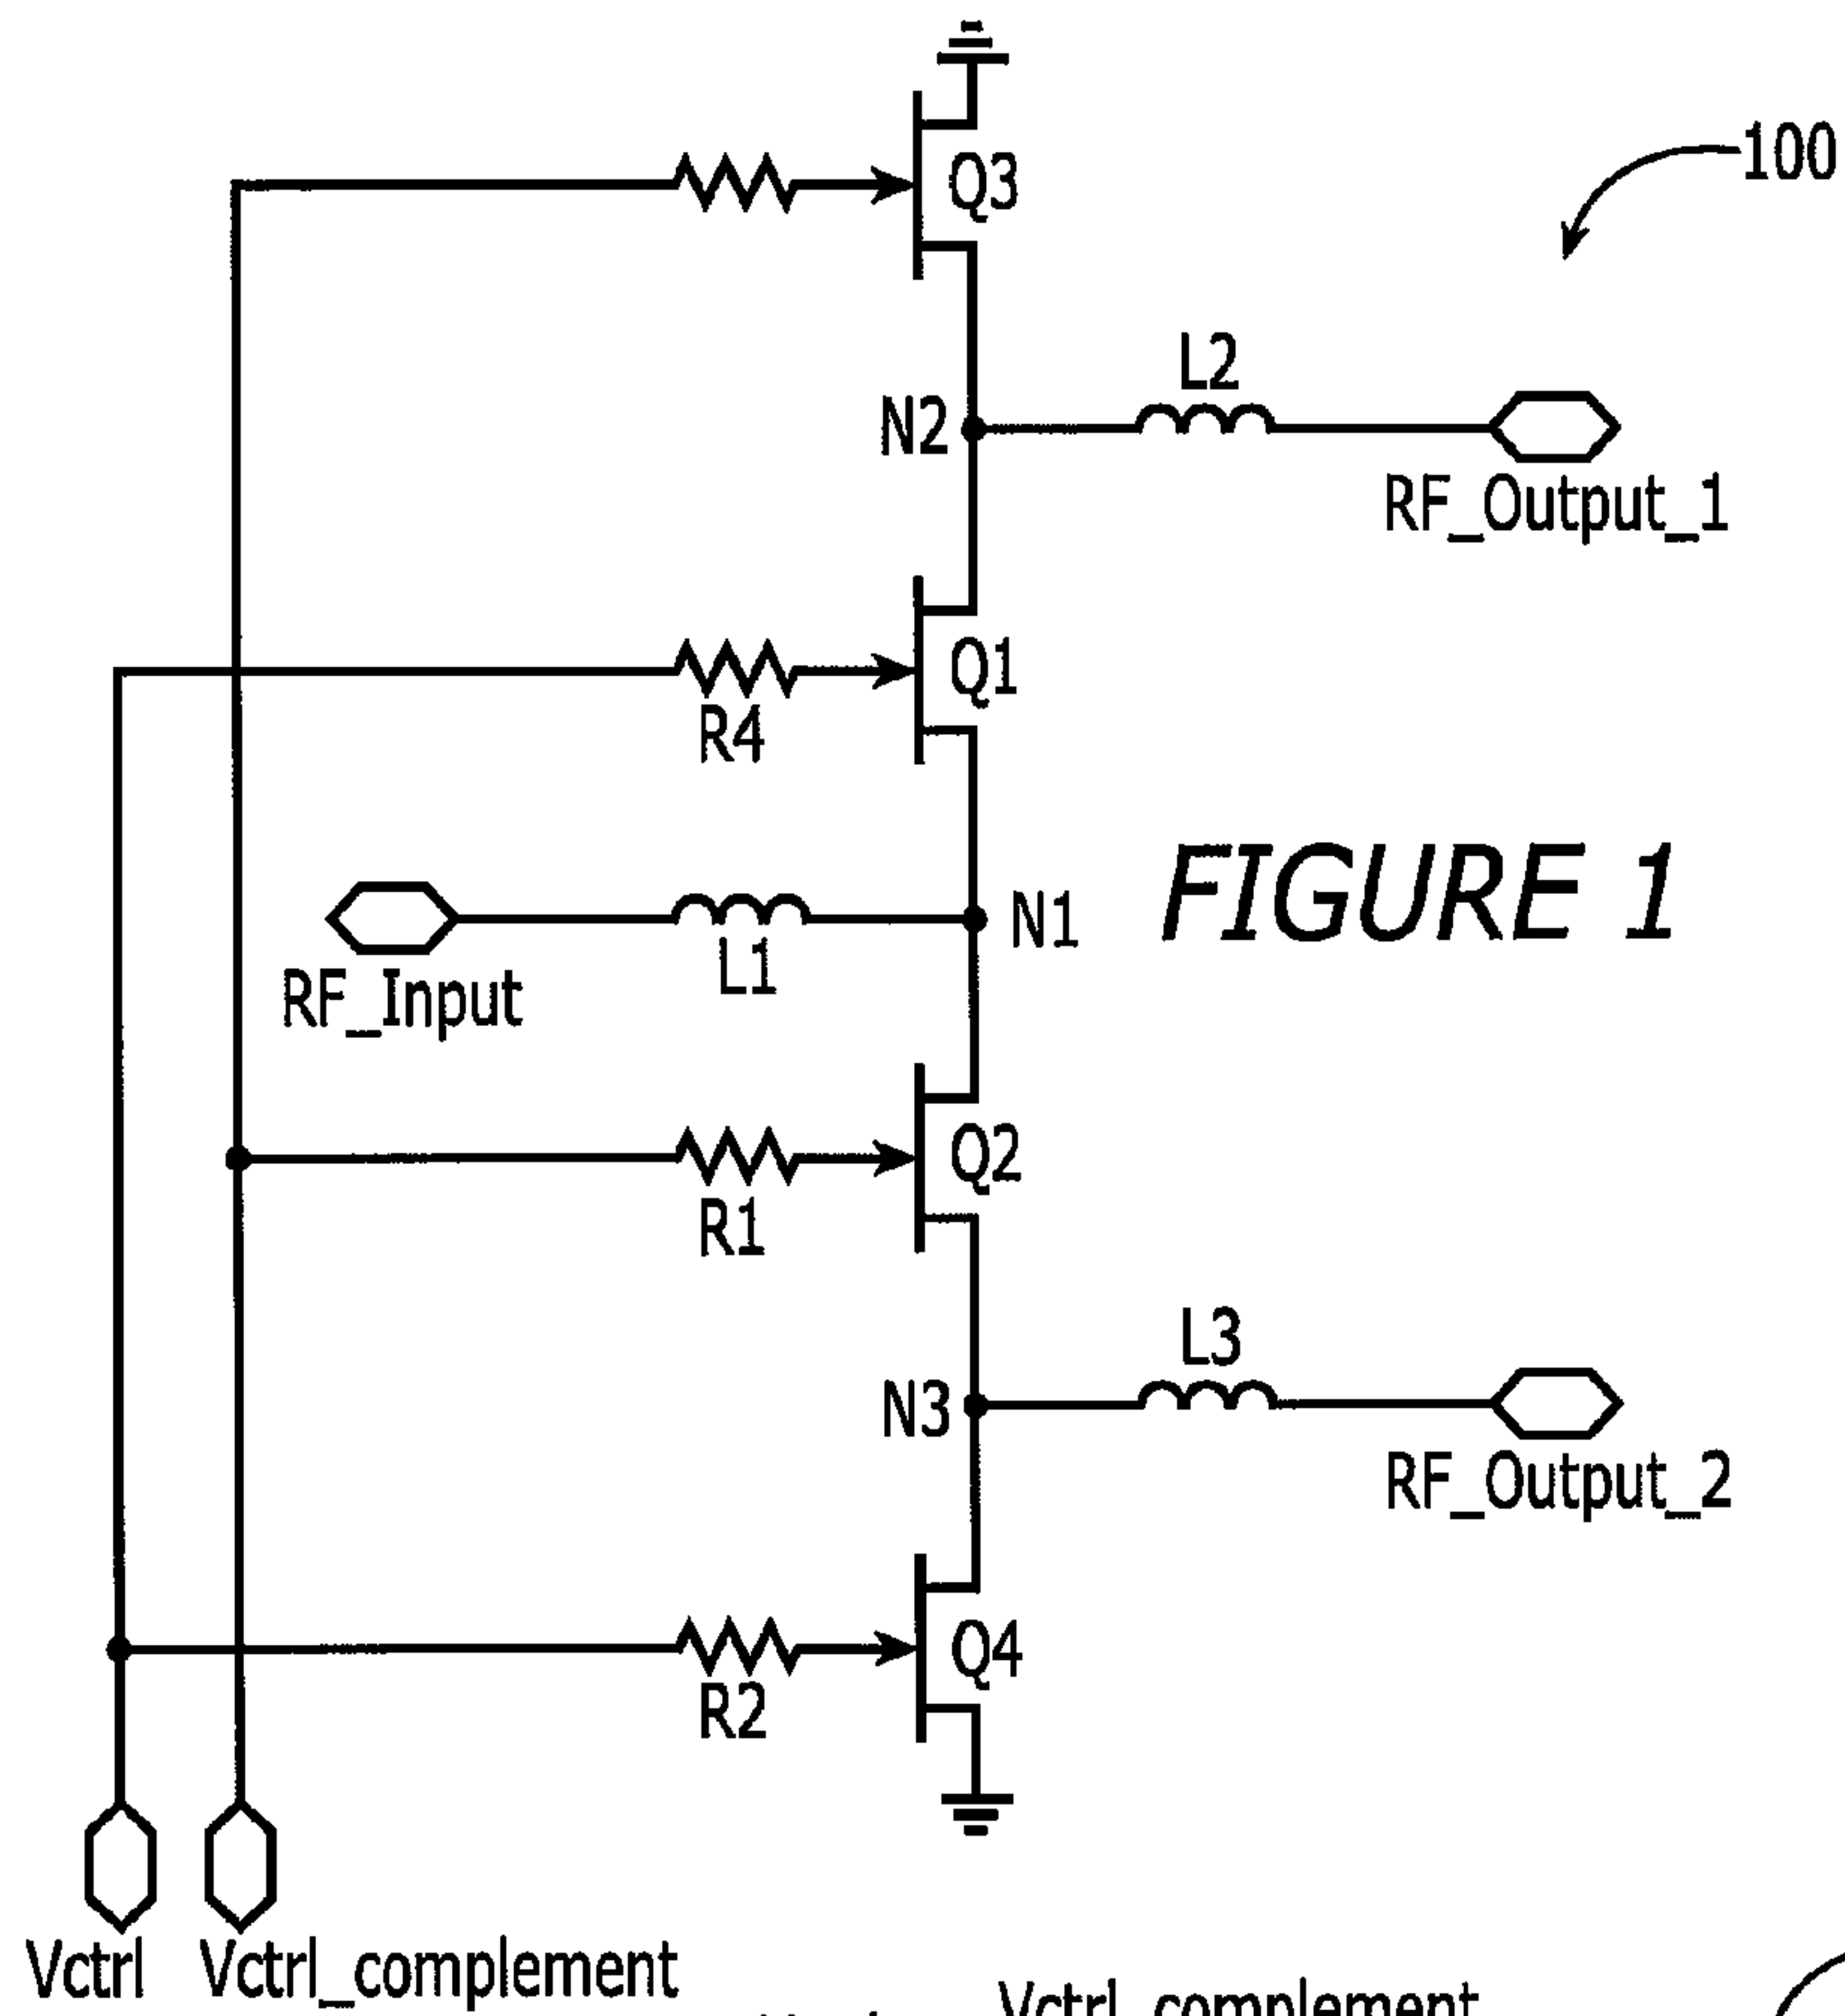 Q3
100
L2
N2
RF_Output_1
Q1
R4
FIGURE 1
N1
L1
RF_Input
Q2
R1
L3
N3
RF_Output_2
Q4
R2
Vctrl
Vctrl_complement
Vctrl_complement